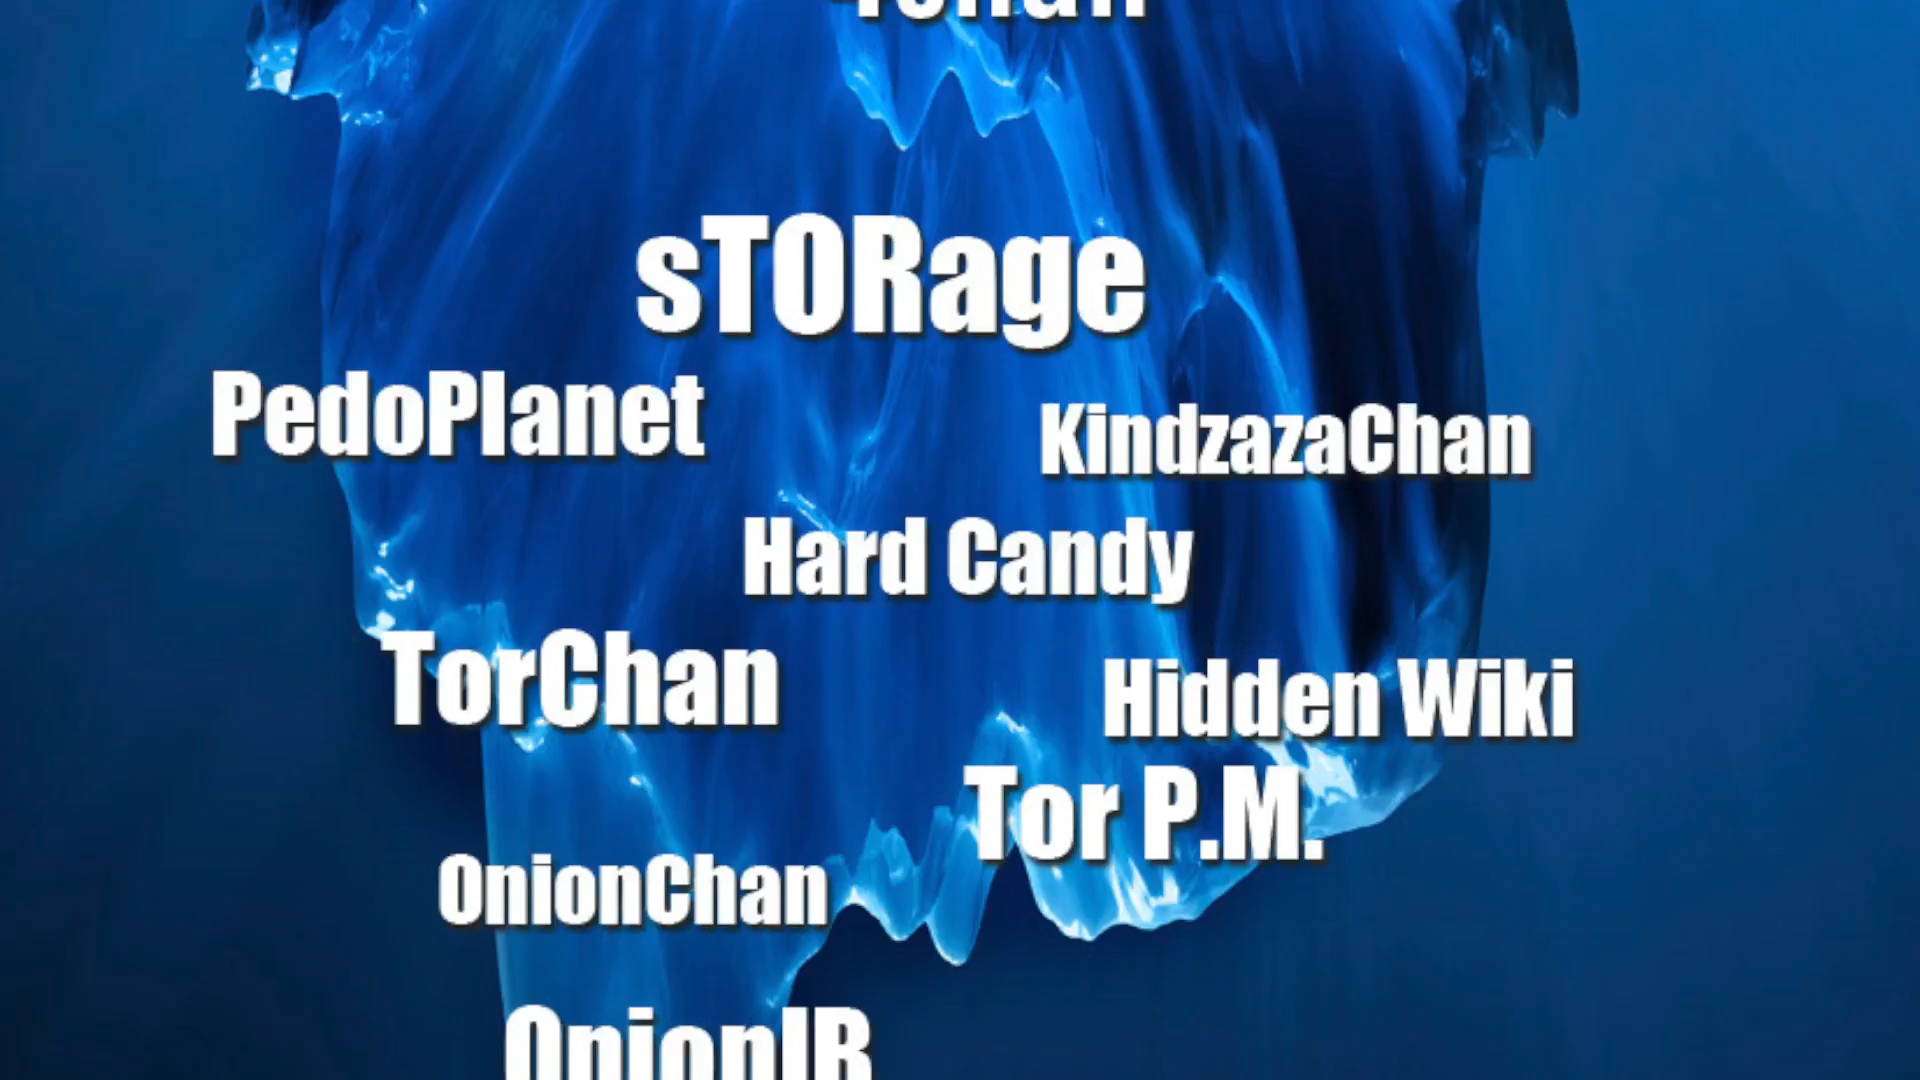 sTORage
PedoPlanet
KindzazaChan
Hard Candy
TorChan
Hidden Wiki
Tor P.M.
OnionChan
OnionIB